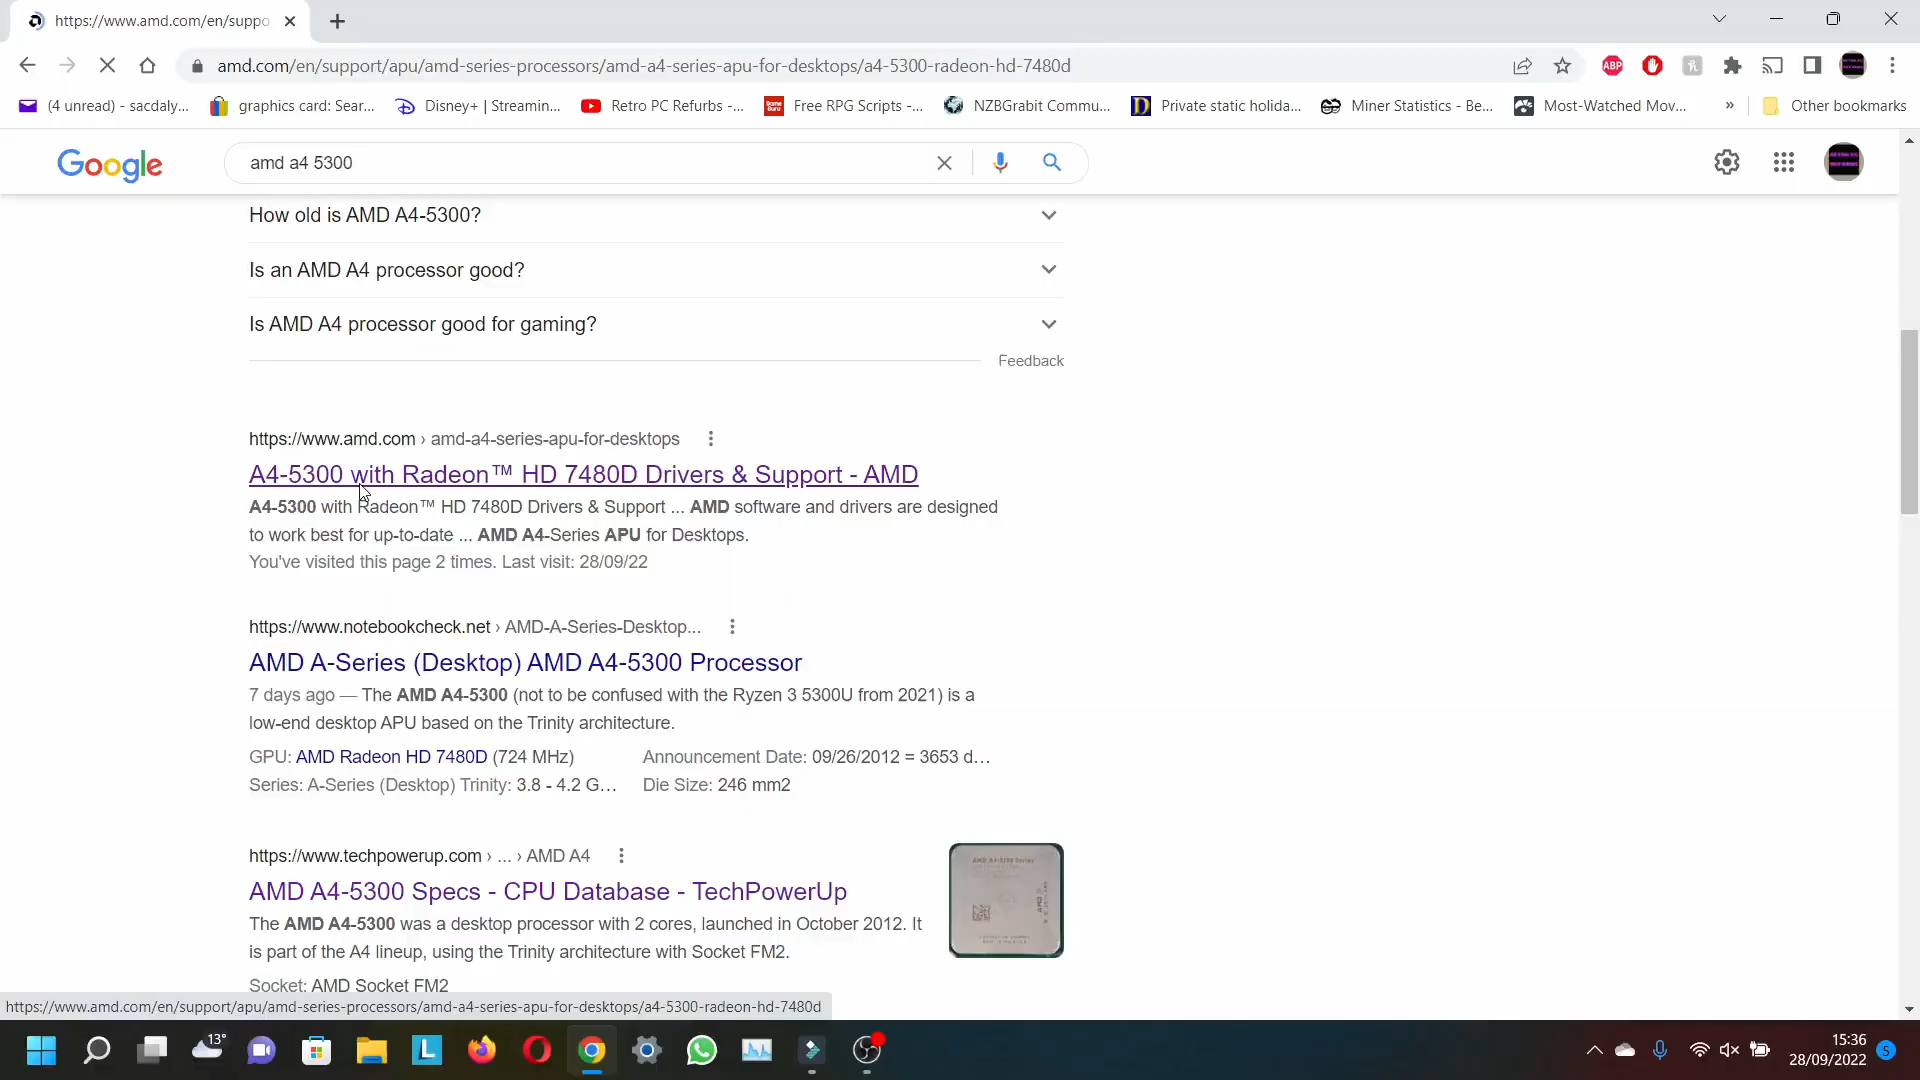 https://www.amd.com/en/suppo
amd.com/en/support/apu/amd-series-processors/amd-a4-series-apu-for-desktops/a4-5300-radeon-hd-7480d
ABP
(4 unread) - sacdaly...
graphics card: Sear...
Disney+ | Streamin...
Retro PC Refurbs -...
Free RPG Scripts -...
NZBGrabit Commu...
Private static holida...
Miner Statistics - Be...
Most-Watched Mov...
»
Other bookmarks
Google
amd a4 5300
How old is AMD A4-5300?
Is an AMD A4 processor good?
Is AMD A4 processor good for gaming?
Feedback
https://www.amd.com › amd-a4-series-apu-for-desktops
A4-5300 with Radeon™ HD 7480D Drivers & Support - AMD
A4-5300 with Radeon™ HD 7480D Drivers & Support ... AMD software and drivers are designed
to work best for up-to-date ... AMD A4-Series APU for Desktops.
You've visited this page 2 times. Last visit: 28/09/22
https://www.notebookcheck.net › AMD-A-Series-Desktop...
AMD A-Series (Desktop) AMD A4-5300 Processor
7 days ago — The AMD A4-5300 (not to be confused with the Ryzen 3 5300U from 2021) is a
low-end desktop APU based on the Trinity architecture.
GPU: AMD Radeon HD 7480D (724 MHz)
Announcement Date: 09/26/2012 = 3653 d...
Series: A-Series (Desktop) Trinity: 3.8 - 4.2 G...
Die Size: 246 mm2
https://www.techpowerup.com › ... › AMD A4
AMD A4-5300 Specs - CPU Database - TechPowerUp
The AMD A4-5300 was a desktop processor with 2 cores, launched in October 2012. It
is part of the A4 lineup, using the Trinity architecture with Socket FM2.
Socket: AMD Socket FM2
https://www.amd.com/en/support/apu/amd-series-processors/amd-a4-series-apu-for-desktops/a4-5300-radeon-hd-7480d
13°
L
15:36
28/09/2022
5